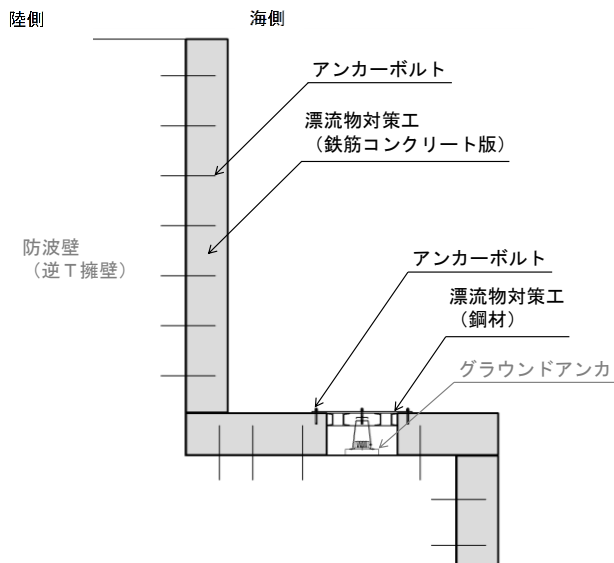 陸側
海側
アンカーボルト
漂流物対策工
（鉄筋コンクリート版）
防波壁
（逆Ｔ擁壁）
アンカーボルト
漂流物対策工
（鋼材）
グラウンドアンカ